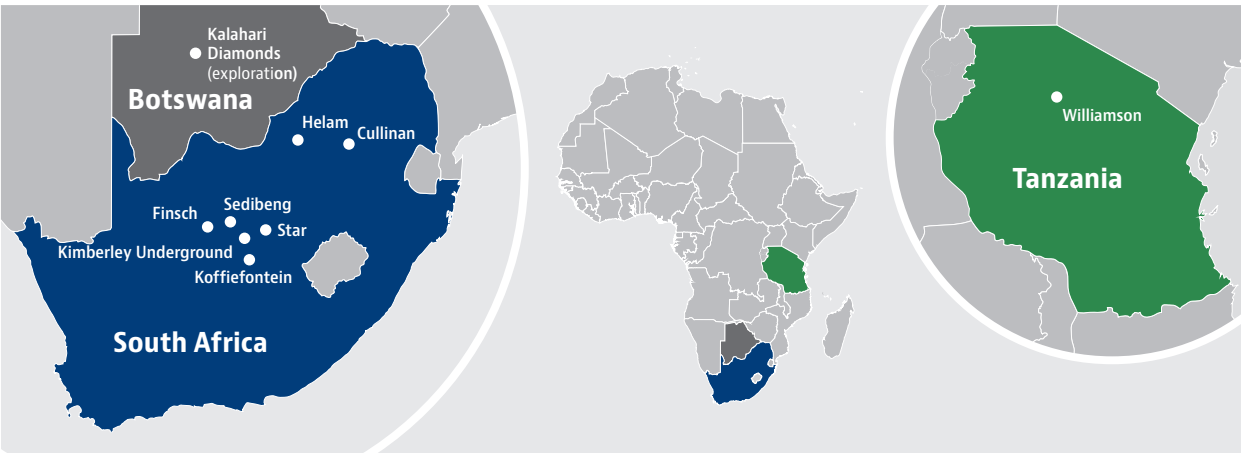 Kalahari
Diamonds
(exploration)
Botswana
Helam
Cullinan
Finsch
Sedibeng
Star
Kimberley Underground
Koffiefontein
South Africa
Williamson
Tanzania